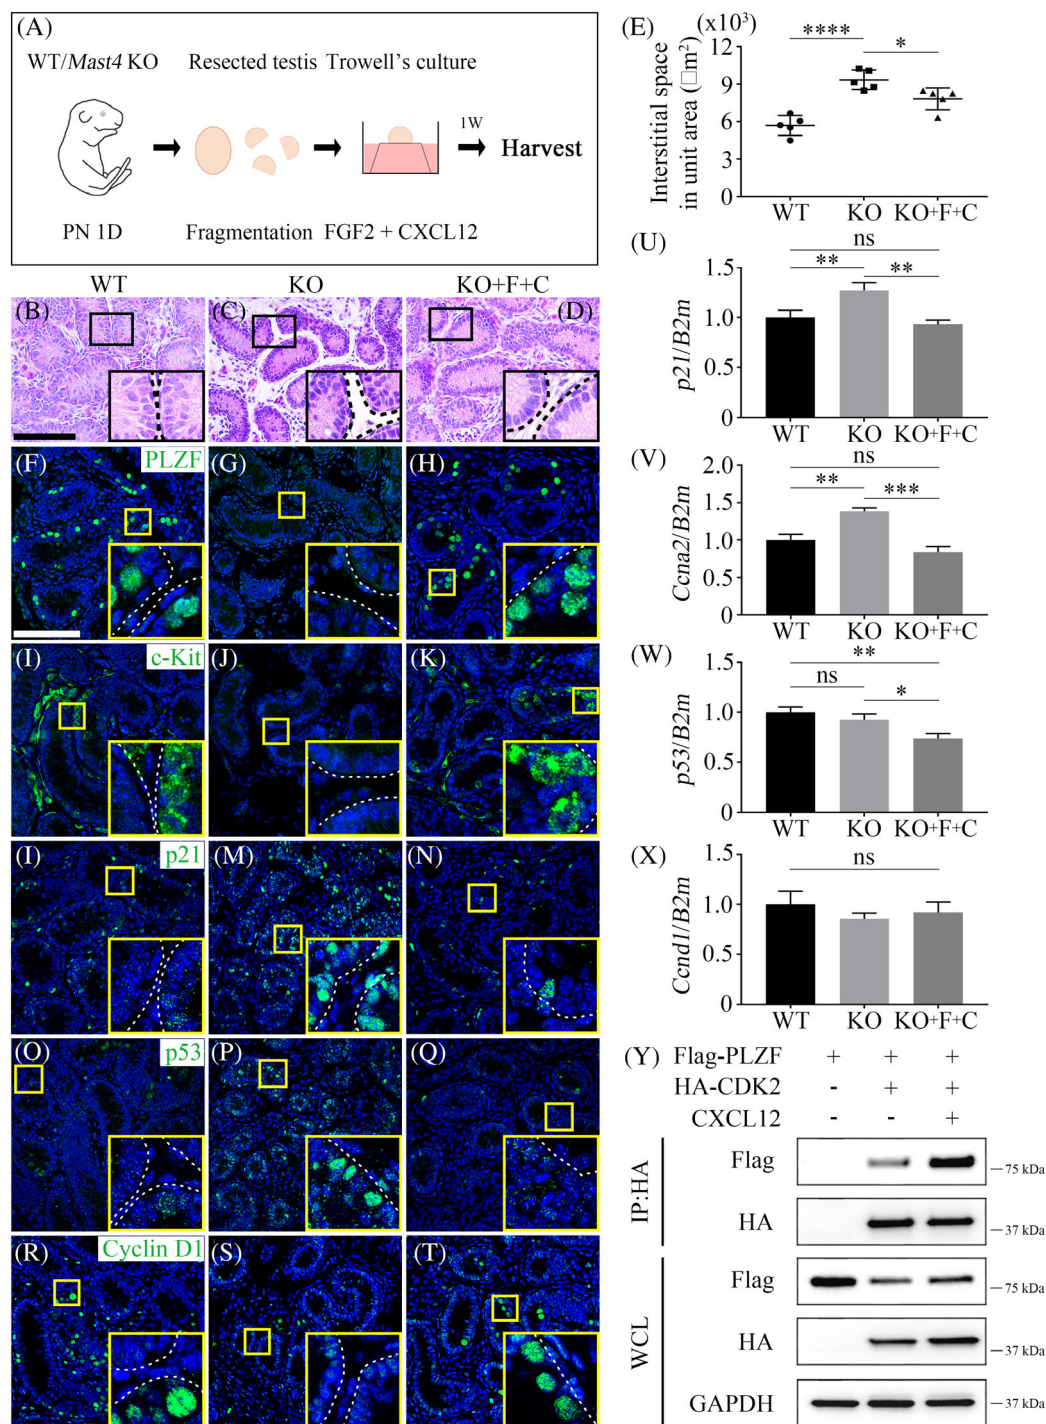 (A)
WT/Mast4 KO Resected testis Trowell's culture
1W
Harvest
PN 1D Fragmentation FGF2 + CXCL12
WT KO KO+F+C
(B) (C) (D)
(F) PLZF (G) (H)
(I) c-Kit (J) (K)
(I) p21 (M) (N)
(O) p53 (P) (Q)
(R) Cyclin D1 (S) (T)
(E) (x10³)
Interstitial space
in unit area (□m²)
12
9
6
3
0
**** *
WT KO KO+F+C
(U)
p21/B2m
1.5
1.0
0.5
0
ns
** **
WT KO KO+F+C
(V)
Ccna2/B2m
2.0
1.5
1.0
0.5
0
ns
** ***
WT KO KO+F+C
(W)
p53/B2m
1.5
1.0
0.5
0
**
ns *
WT KO KO+F+C
(X)
Ccnd1/B2m
1.5
1.0
0.5
0
ns
WT KO KO+F+C
(Y) Flag-PLZF + + +
HA-CDK2 - + +
CXCL12 - - +
IP:HA
Flag 75 kDa
HA 37 kDa
WCL
Flag 75 kDa
HA 37 kDa
GAPDH 37 kDa